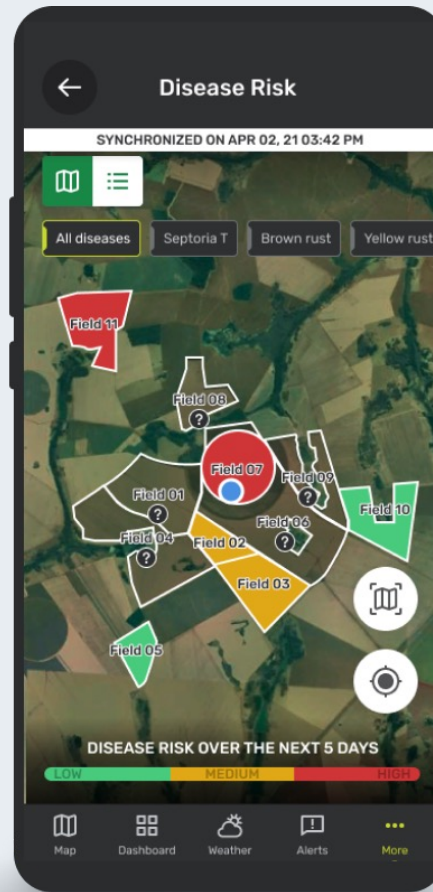 Disease Risk
SYNCHRONIZED ON APR 02, 21 03:42 PM
All diseases
Septoria T
Brown rust
Yellow rust
Field 11
Field 08
?
Field 07
Field 09
?
Field 01
?
Field 10
Field 06
?
Field 04
?
Field 02
Field 03
Field 05
DISEASE RISK OVER THE NEXT 5 DAYS
LOW MEDIUM HIGH
Map Dashboard Weather Alerts More